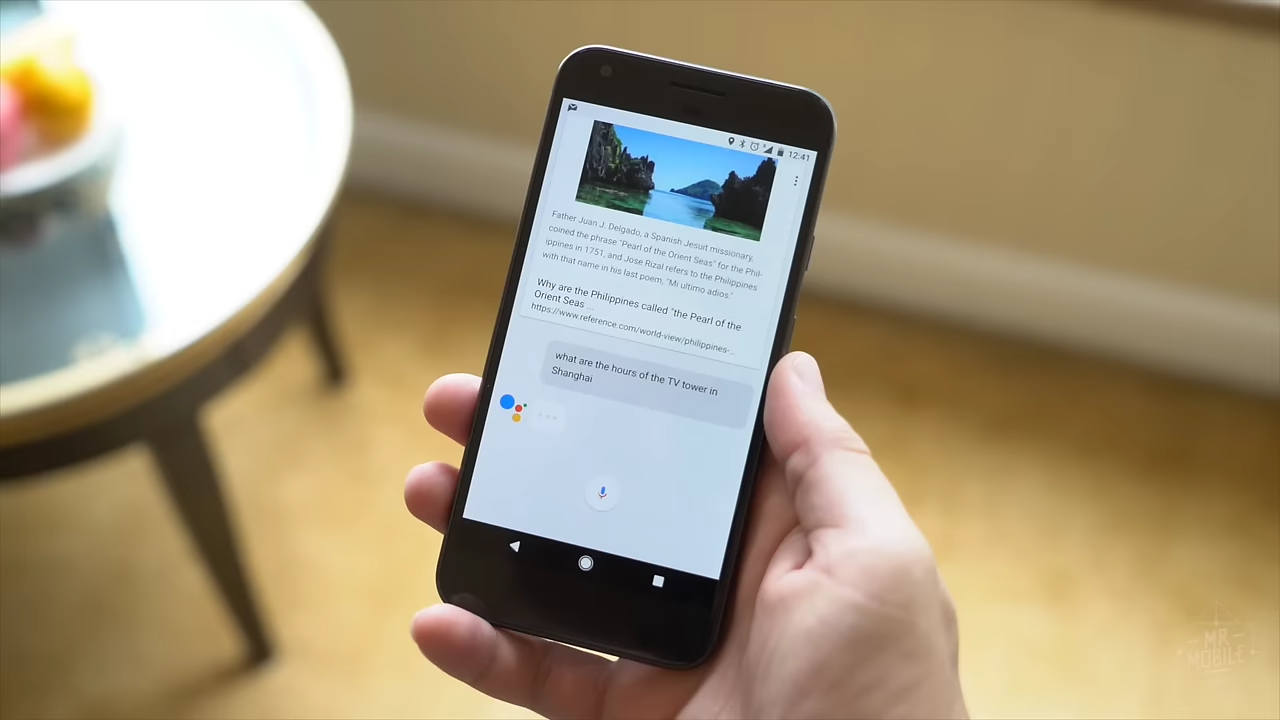 12:41
Father Juan J. Delgado, a Spanish Jesuit missionary,
coined the phrase "Pearl of the Orient Seas" for the Phil-
ippines in 1751, and Jose Rizal refers to the Philippines
with that name in his last poem, "Mi ultimo adios."
Why are the Philippines called "the Pearl of the
Orient Seas ...
https://www.reference.com/world-view/philippines-...
what are the hours of the TV tower in
Shanghai
MR
MOBILE